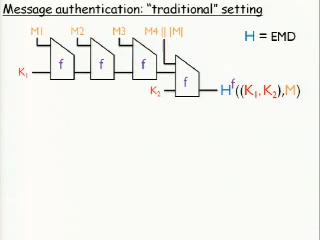 Message authentication: “traditional” setting
M1 M2 M3 M4 || |M|
H = EMD
K1 f f f
K2 f H^f((K1, K2),M)